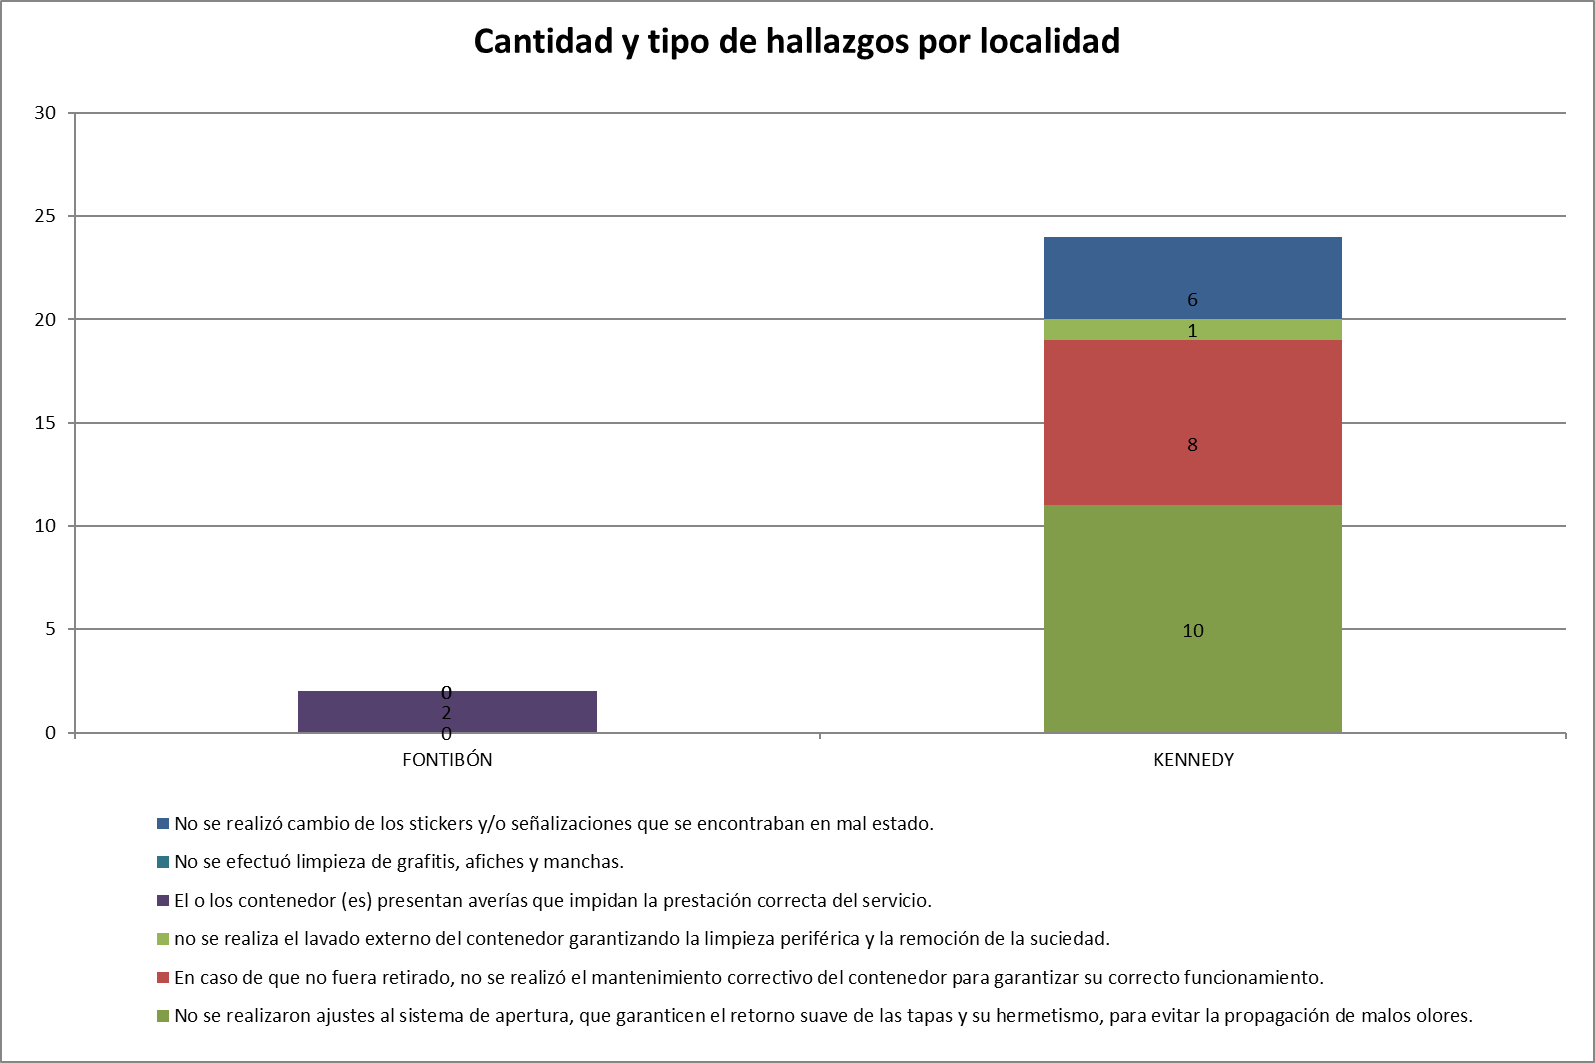 Cantidad y tipo de hallazgos por localidad
30
25
20
15
10
5
0
0
2
0
6
1
8
10
FONTIBÓN
KENNEDY
No se realizó cambio de los stickers y/o señalizaciones que se encontraban en mal estado.
No se efectuó limpieza de grafitis, afiches y manchas.
El o los contenedor (es) presentan averías que impidan la prestación correcta del servicio.
no se realiza el lavado externo del contenedor garantizando la limpieza periférica y la remoción de la suciedad.
En caso de que no fuera retirado, no se realizó el mantenimiento correctivo del contenedor para garantizar su correcto funcionamiento.
No se realizaron ajustes al sistema de apertura, que garanticen el retorno suave de las tapas y su hermetismo, para evitar la propagación de malos olores.